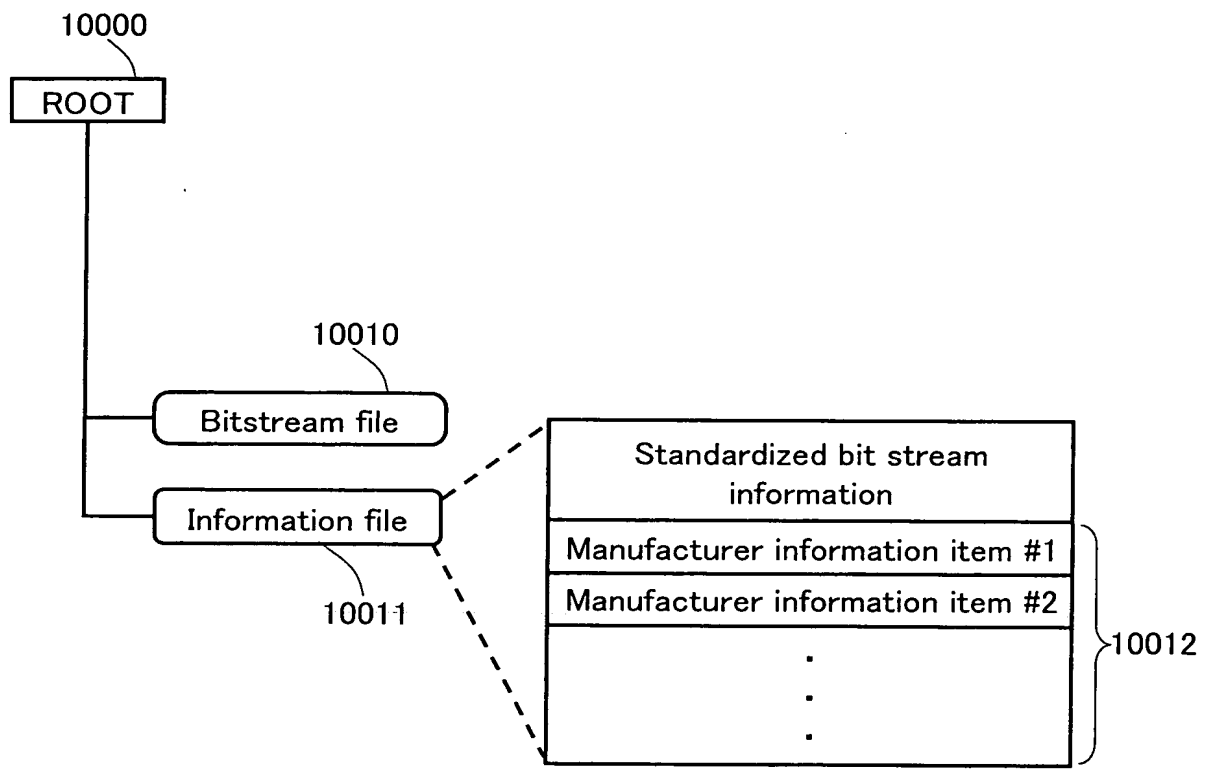 10000
ROOT
10010
Bitstream file
Information file
10011
Standardized bit stream
information
Manufacturer information item #1
Manufacturer information item #2
10012